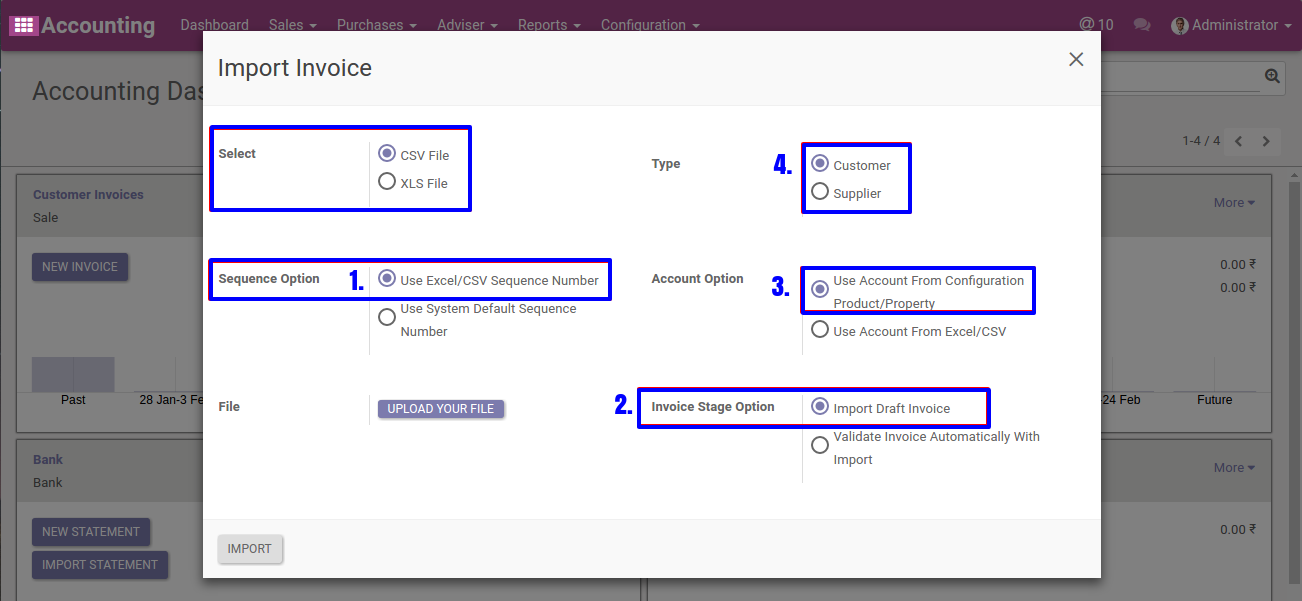 Accounting
Dashboard Sales Purchases Adviser Reports Configuration
@ 10
Administrator
Accounting Das
1-4 / 4
Import Invoice
Select
CSV File
XLS File
4.
Type
Customer
Supplier
Sequence Option
1.
Use Excel/CSV Sequence Number
Use System Default Sequence
Number
3.
Account Option
Use Account From Configuration
Product/Property
Use Account From Excel/CSV
File
UPLOAD YOUR FILE
2.
Invoice Stage Option
Import Draft Invoice
Validate Invoice Automatically With
Import
IMPORT
Customer Invoices
Sale
NEW INVOICE
Past
28 Jan-3 Fe
More
0.00 ₹
0.00 ₹
-24 Feb
Future
Bank
Bank
NEW STATEMENT
IMPORT STATEMENT
More
0.00 ₹